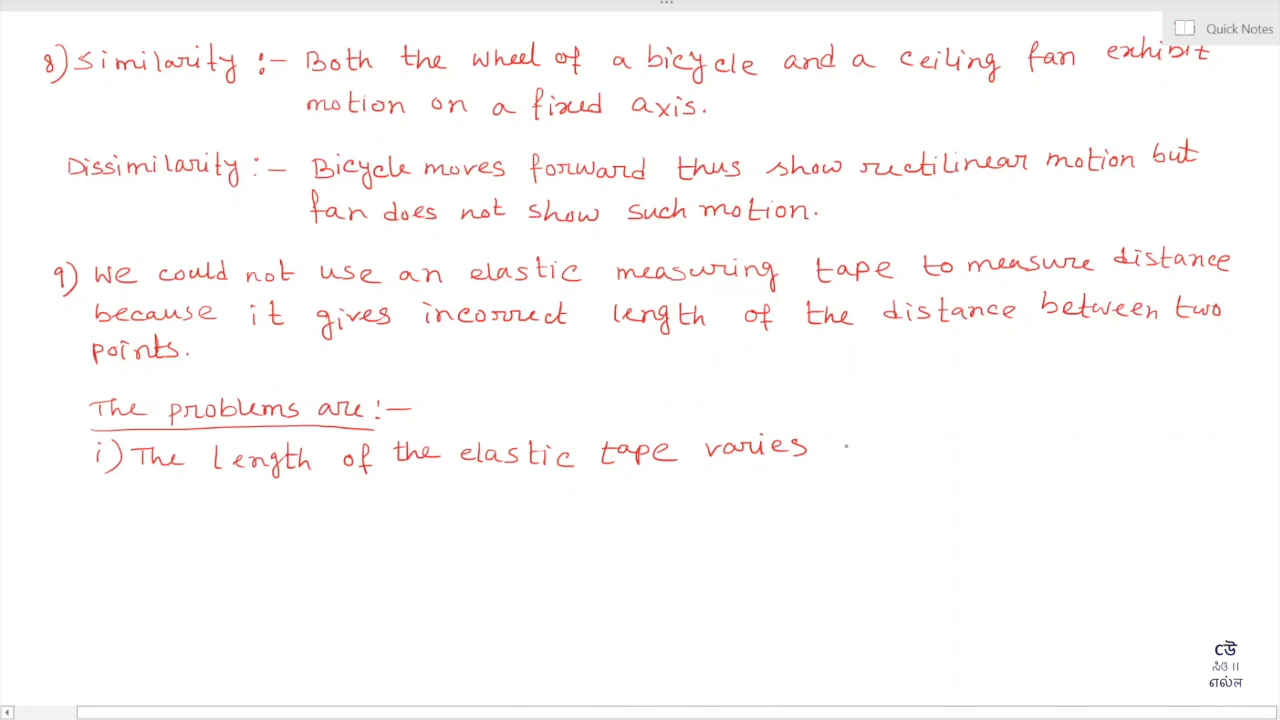 Quick Notes
8) Similarity :- Both the wheel of a bicycle and a ceiling fan exhibit
motion on a fixed axis.
Dissimilarity :- Bicycle moves forward thus show rectilinear motion but
fan does not show such motion.
9) We could not use an elastic measuring tape to measure distance
because it gives incorrect length of the distance between two
points.
The problems are :-
i) The length of the elastic tape varies